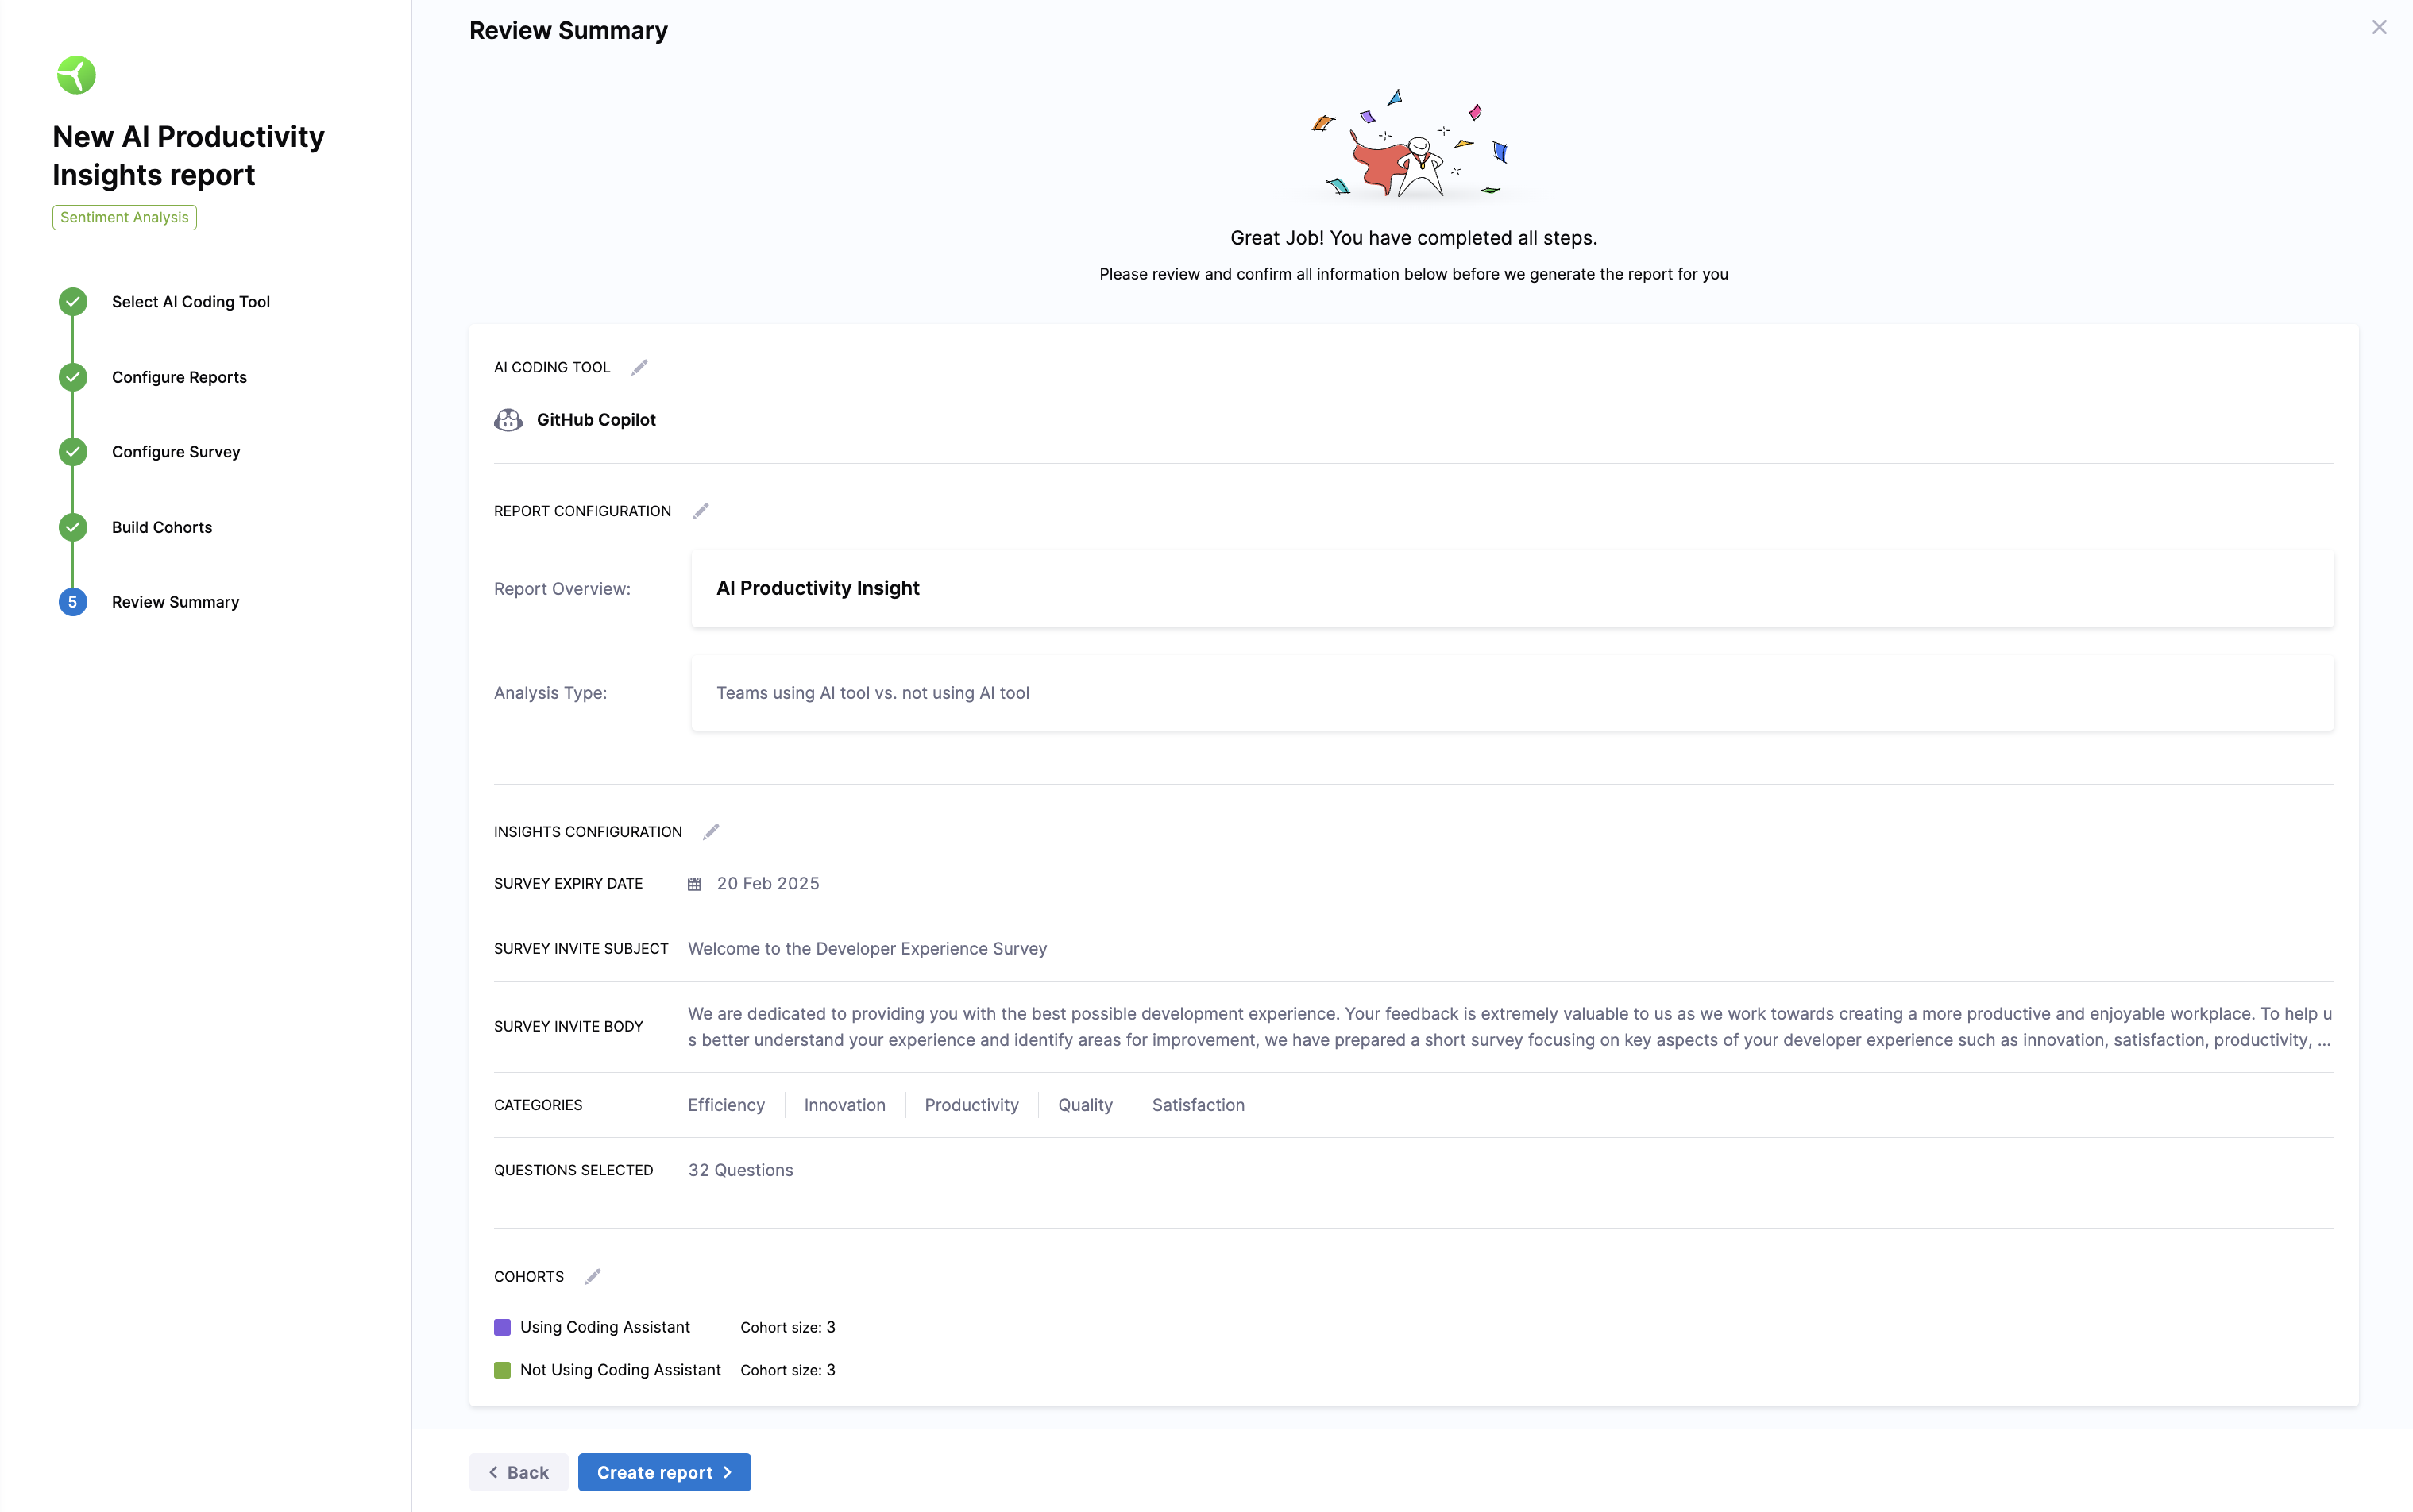 New AI Productivity
Insights report
Sentiment Analysis
Select AI Coding Tool
Configure Reports
Configure Survey
Build Cohorts
5 Review Summary
Review Summary
Great Job! You have completed all steps.
Please review and confirm all information below before we generate the report for you
AI CODING TOOL
GitHub Copilot
REPORT CONFIGURATION
Report Overview: AI Productivity Insight
Analysis Type: Teams using AI tool vs. not using AI tool
INSIGHTS CONFIGURATION
SURVEY EXPIRY DATE 20 Feb 2025
SURVEY INVITE SUBJECT Welcome to the Developer Experience Survey
SURVEY INVITE BODY We are dedicated to providing you with the best possible development experience. Your feedback is extremely valuable to us as we work towards creating a more productive and enjoyable workplace. To help u
s better understand your experience and identify areas for improvement, we have prepared a short survey focusing on key aspects of your developer experience such as innovation, satisfaction, productivity, ...
CATEGORIES Efficiency Innovation Productivity Quality Satisfaction
QUESTIONS SELECTED 32 Questions
COHORTS
Using Coding Assistant Cohort size: 3
Not Using Coding Assistant Cohort size: 3
Back Create report